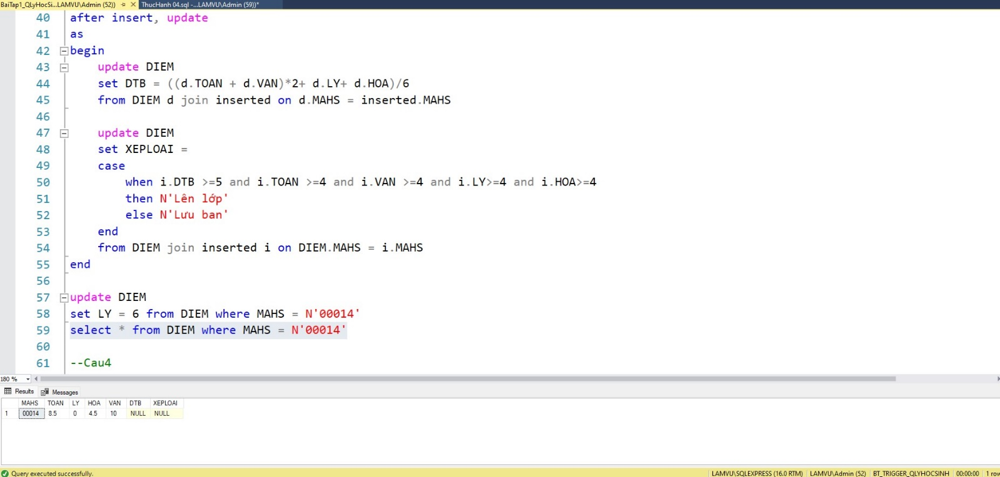 BaiTap1_QLyHocSi...LAMVU\Admin (52)) ThucHanh 04.sql -...LAMVU\Admin (59))*
40 after insert, update
41 as
42 begin
43 update DIEM
44 set DTB = ((d.TOAN + d.VAN)*2+ d.LY+ d.HOA)/6
45 from DIEM d join inserted on d.MAHS = inserted.MAHS
46
47 update DIEM
48 set XEPLOAI =
49 case
50 when i.DTB >=5 and i.TOAN >=4 and i.VAN >=4 and i.LY>=4 and i.HOA>=4
51 then N'Lên lớp'
52 else N'Lưu ban'
53 end
54 from DIEM join inserted i on DIEM.MAHS = i.MAHS
55 end
56
57 update DIEM
58 set LY = 6 from DIEM where MAHS = N'00014'
59 select * from DIEM where MAHS = N'00014'
60
61 --Cau4
180 %
Results Messages
MAHS TOAN LY HOA VAN DTB XEPLOAI
1 00014 8.5 0 4.5 10 NULL NULL
Query executed successfully. LAMVU\SQLEXPRESS (16.0 RTM) LAMVU\Admin (52) BT_TRIGGER_QLYHOCSINH 00:00:00 1 row